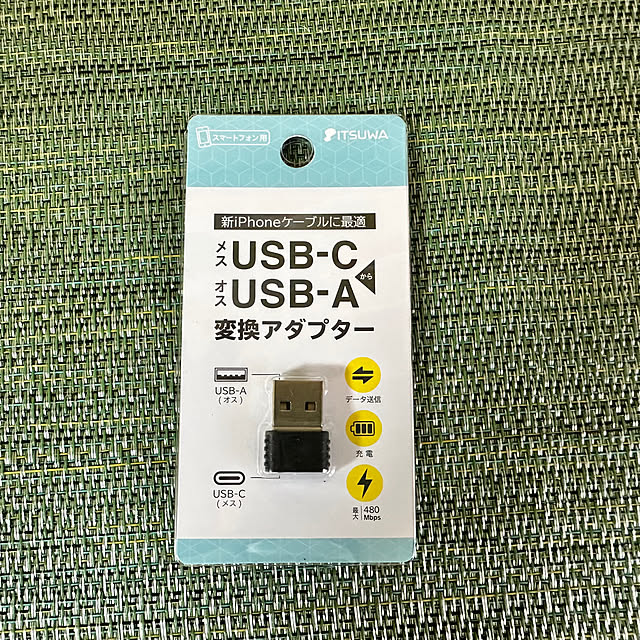 スマートフォン用
ITSUWA
新iPhoneケーブルに最適
メス USB-C
から
オス USB-A
変換アダプター
USB-A
(オス)
データ送信
充電
USB-C
(メス)
最大 480 Mbps